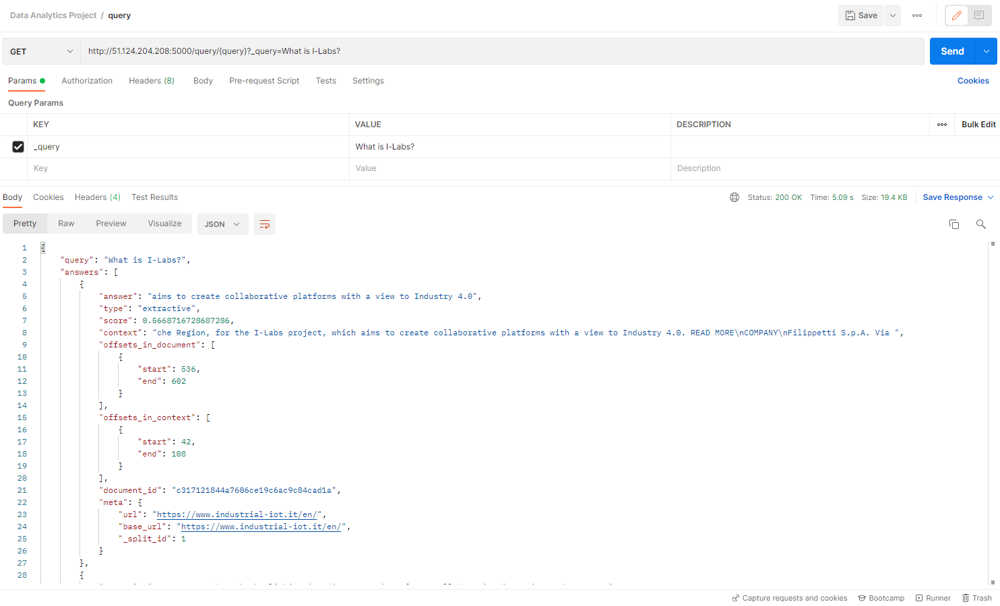 Data Analytics Project / query
Save
GET
http://51.124.204.208:5000/query/{query}?_query=What is I-Labs?
Send
Params
Authorization
Headers (8)
Body
Pre-request Script
Tests
Settings
Cookies
Query Params
KEY VALUE DESCRIPTION Bulk Edit
_query What is I-Labs?
Key Value Description
Body Cookies Headers (4) Test Results
Status: 200 OK Time: 5.09 s Size: 19.4 KB Save Response
Pretty Raw Preview Visualize JSON
1 {
2 "query": "What is I-Labs?",
3 "answers": [
4 {
5 "answer": "aims to create collaborative platforms with a view to Industry 4.0",
6 "type": "extractive",
7 "score": 0.5668716728687286,
8 "context": "che Region, for the I-Labs project, which aims to create collaborative platforms with a view to Industry 4.0. READ MORE\nCOMPANY\nFilippetti S.p.A. Via ",
9 "offsets_in_document": [
10 {
11 "start": 536,
12 "end": 602
13 }
14 ],
15 "offsets_in_context": [
16 {
17 "start": 42,
18 "end": 108
19 }
20 ],
21 "document_id": "c317121844a7606ce19c6ac9c84cad1a",
22 "meta": {
23 "url": "https://www.industrial-iot.it/en/",
24 "base_url": "https://www.industrial-iot.it/en/",
25 "_split_id": 1
26 }
27 },
28 {
Capture requests and cookies Bootcamp Runner Trash